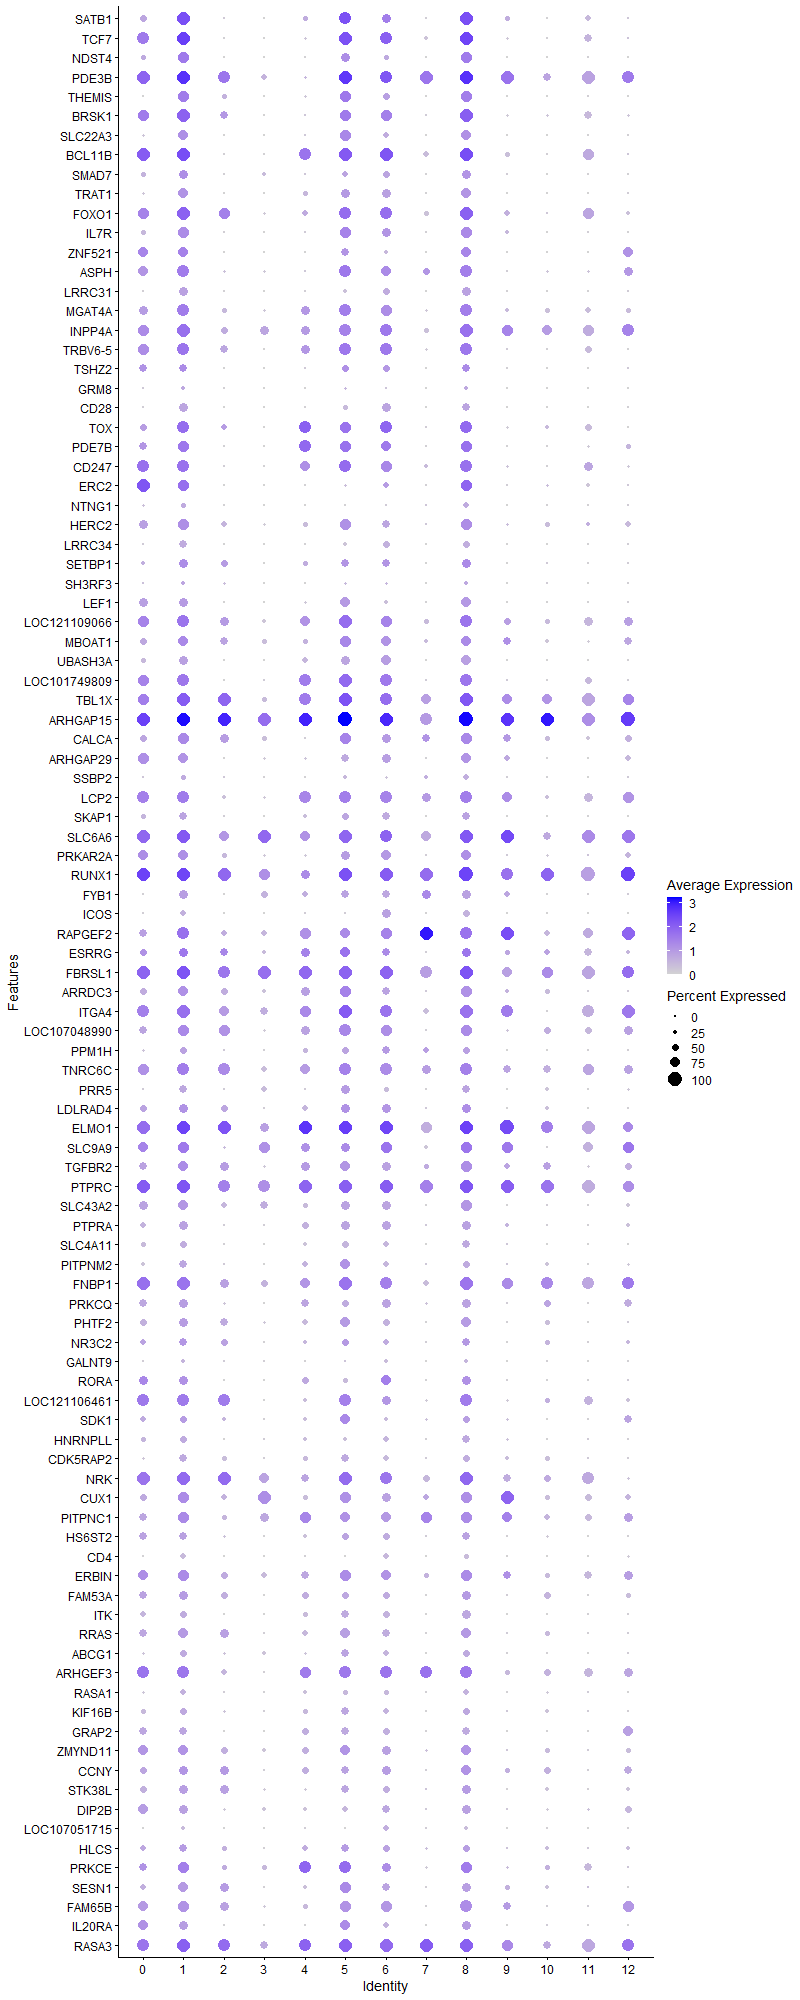 SATB1
TCF7
NDST4
PDE3B
THEMIS
BRSK1
SLC22A3
BCL11B
SMAD7
TRAT1
FOXO1
IL7R
ZNF521
ASPH
LRRC31
MGAT4A
INPP4A
TRBV6-5
TSHZ2
GRM8
CD28
TOX
PDE7B
CD247
ERC2
NTNG1
HERC2
LRRC34
SETBP1
SH3RF3
LEF1
LOC121109066
MBOAT1
UBASH3A
LOC101749809
TBL1X
ARHGAP15
CALCA
ARHGAP29
SSBP2
LCP2
SKAP1
SLC6A6
PRKAR2A
RUNX1
FYB1
ICOS
RAPGEF2
ESRRG
FBRSL1
ARRDC3
ITGA4
LOC107048990
PPM1H
TNRC6C
PRR5
LDLRAD4
ELMO1
SLC9A9
TGFBR2
PTPRC
SLC43A2
PTPRA
SLC4A11
PITPNM2
FNBP1
PRKCQ
PHTF2
NR3C2
GALNT9
RORA
LOC121106461
SDK1
HNRNPLL
CDK5RAP2
NRK
CUX1
PITPNC1
HS6ST2
CD4
ERBIN
FAM53A
ITK
RRAS
ABCG1
ARHGEF3
RASA1
KIF16B
GRAP2
ZMYND11
CCNY
STK38L
DIP2B
LOC107051715
HLCS
PRKCE
SESN1
FAM65B
IL20RA
RASA3
Features
0 1 2 3 4 5 6 7 8 9 10 11 12
Identity
Average Expression
3
2
1
0
Percent Expressed
0
25
50
75
100